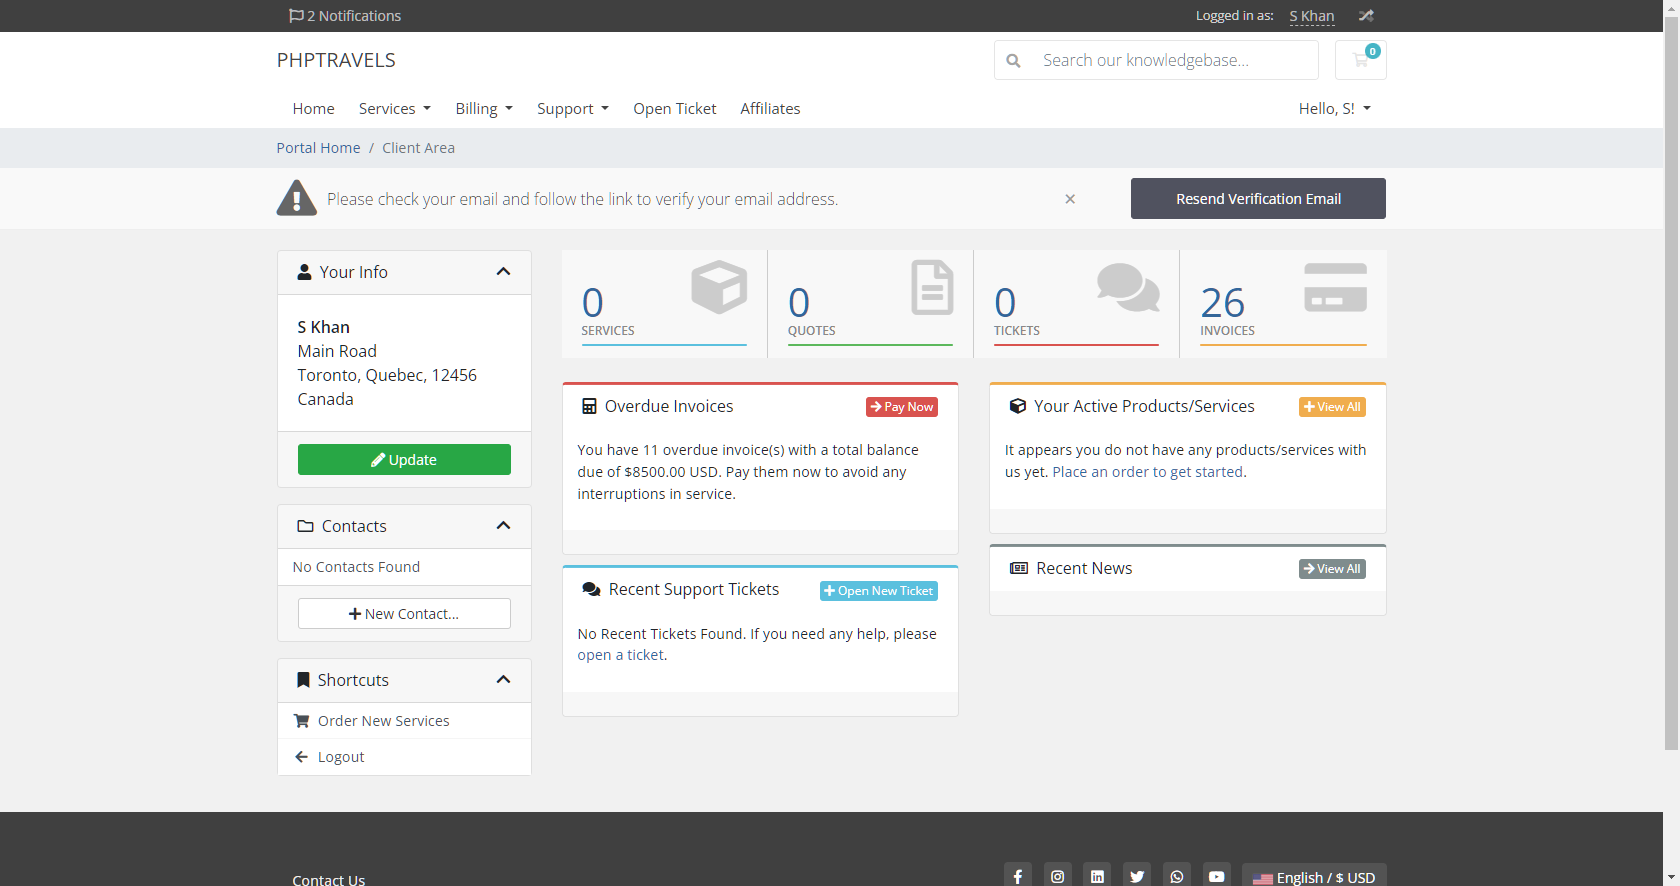 2 Notifications
Logged in as: S Khan
PHPTRAVELS
Search our knowledgebase...
0
Home Services Billing Support Open Ticket Affiliates
Hello, S!
Portal Home / Client Area
Please check your email and follow the link to verify your email address.
×
Resend Verification Email
Your Info
S Khan
Main Road
Toronto, Quebec, 12456
Canada
Update
Contacts
No Contacts Found
New Contact...
Shortcuts
Order New Services
Logout
0
SERVICES
0
QUOTES
0
TICKETS
26
INVOICES
Overdue Invoices
Pay Now
You have 11 overdue invoice(s) with a total balance
due of $8500.00 USD. Pay them now to avoid any
interruptions in service.
Recent Support Tickets
Open New Ticket
No Recent Tickets Found. If you need any help, please
open a ticket.
Your Active Products/Services
View All
It appears you do not have any products/services with
us yet. Place an order to get started.
Recent News
View All
Contact Us
English / $ USD